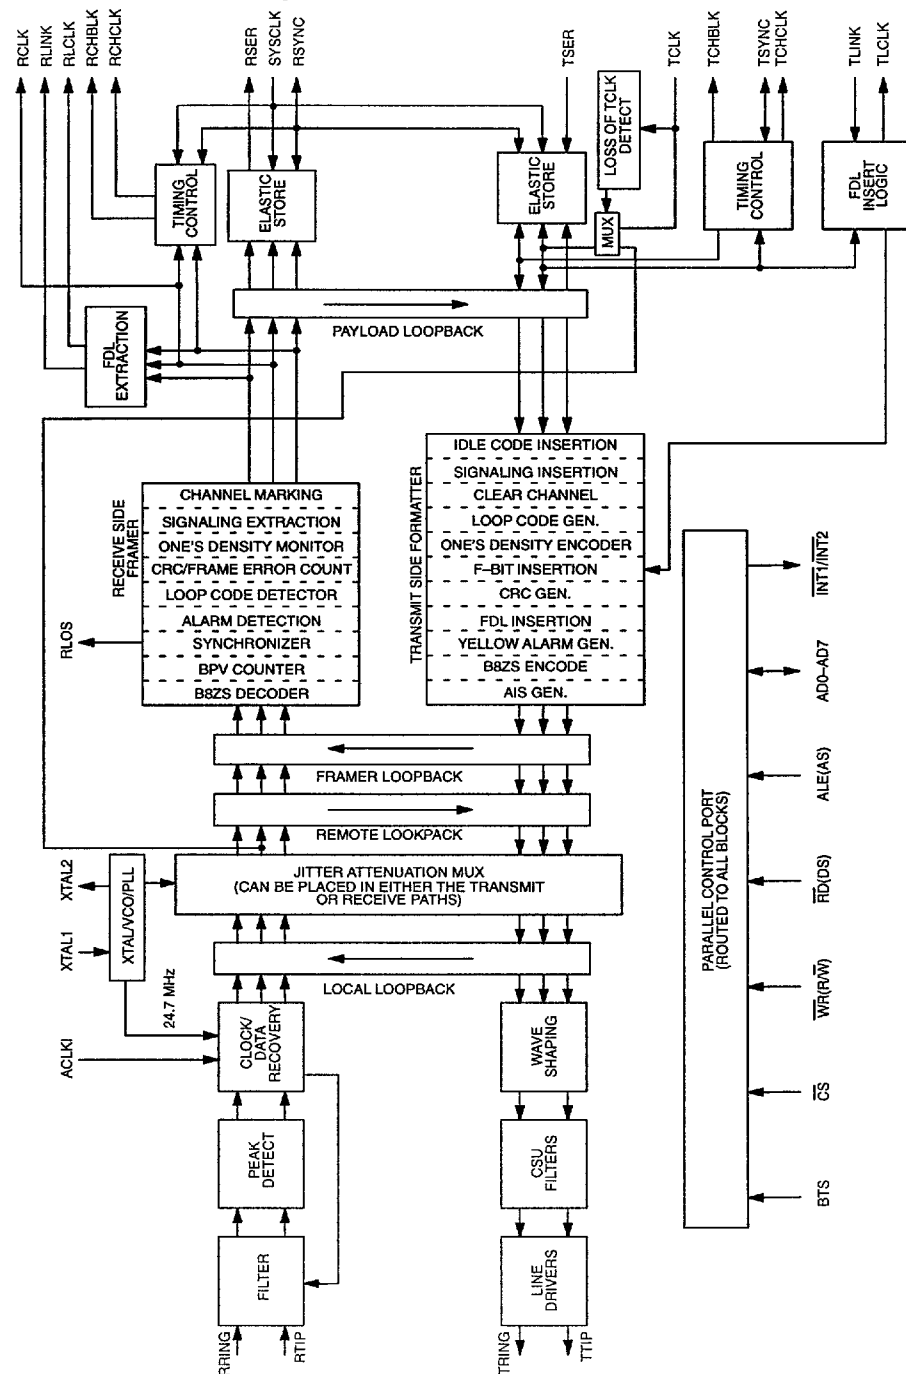 RCLK
RLINK
RLCLK
RCHBLK
RCHCLK
RSER
SYSCLK
RSYNC
TSER
TCLK
TCHBLK
TSYNC
TCHCLK
TLINK
TLCLK
TIMING
CONTROL
ELASTIC
STORE
ELASTIC
STORE
LOSS OF TCLK
DETECT
MUX
TIMING
CONTROL
FDL
INSERT
LOGIC
FDL
EXTRACTION
PAYLOAD LOOPBACK
RECEIVE SIDE
FRAMER
CHANNEL MARKING
SIGNALING EXTRACTION
ONE'S DENSITY MONITOR
CRC/FRAME ERROR COUNT
LOOP CODE DETECTOR
ALARM DETECTION
SYNCHRONIZER
BPV COUNTER
B8ZS DECODER
RLOS
TRANSMIT SIDE FORMATTER
IDLE CODE INSERTION
SIGNALING INSERTION
CLEAR CHANNEL
LOOP CODE GEN.
ONE'S DENSITY ENCODER
F–BIT INSERTION
CRC GEN.
FDL INSERTION
YELLOW ALARM GEN.
B8ZS ENCODE
AIS GEN.
FRAMER LOOPBACK
REMOTE LOOKPACK
JITTER ATTENUATION MUX
(CAN BE PLACED IN EITHER THE TRANSMIT
OR RECEIVE PATHS)
LOCAL LOOPBACK
XTAL2
XTAL1
XTAL/VCO/PLL
24.7 MHz
ACLKI
CLOCK/
DATA
RECOVERY
PEAK
DETECT
FILTER
RRING
RTIP
WAVE
SHAPING
CSU
FILTERS
LINE
DRIVERS
TRING
TTIP
PARALLEL CONTROL PORT
(ROUTED TO ALL BLOCKS)
INT1/INT2
AD0–AD7
ALE(AS)
RD(DS)
WR(R/W)
CS
BTS